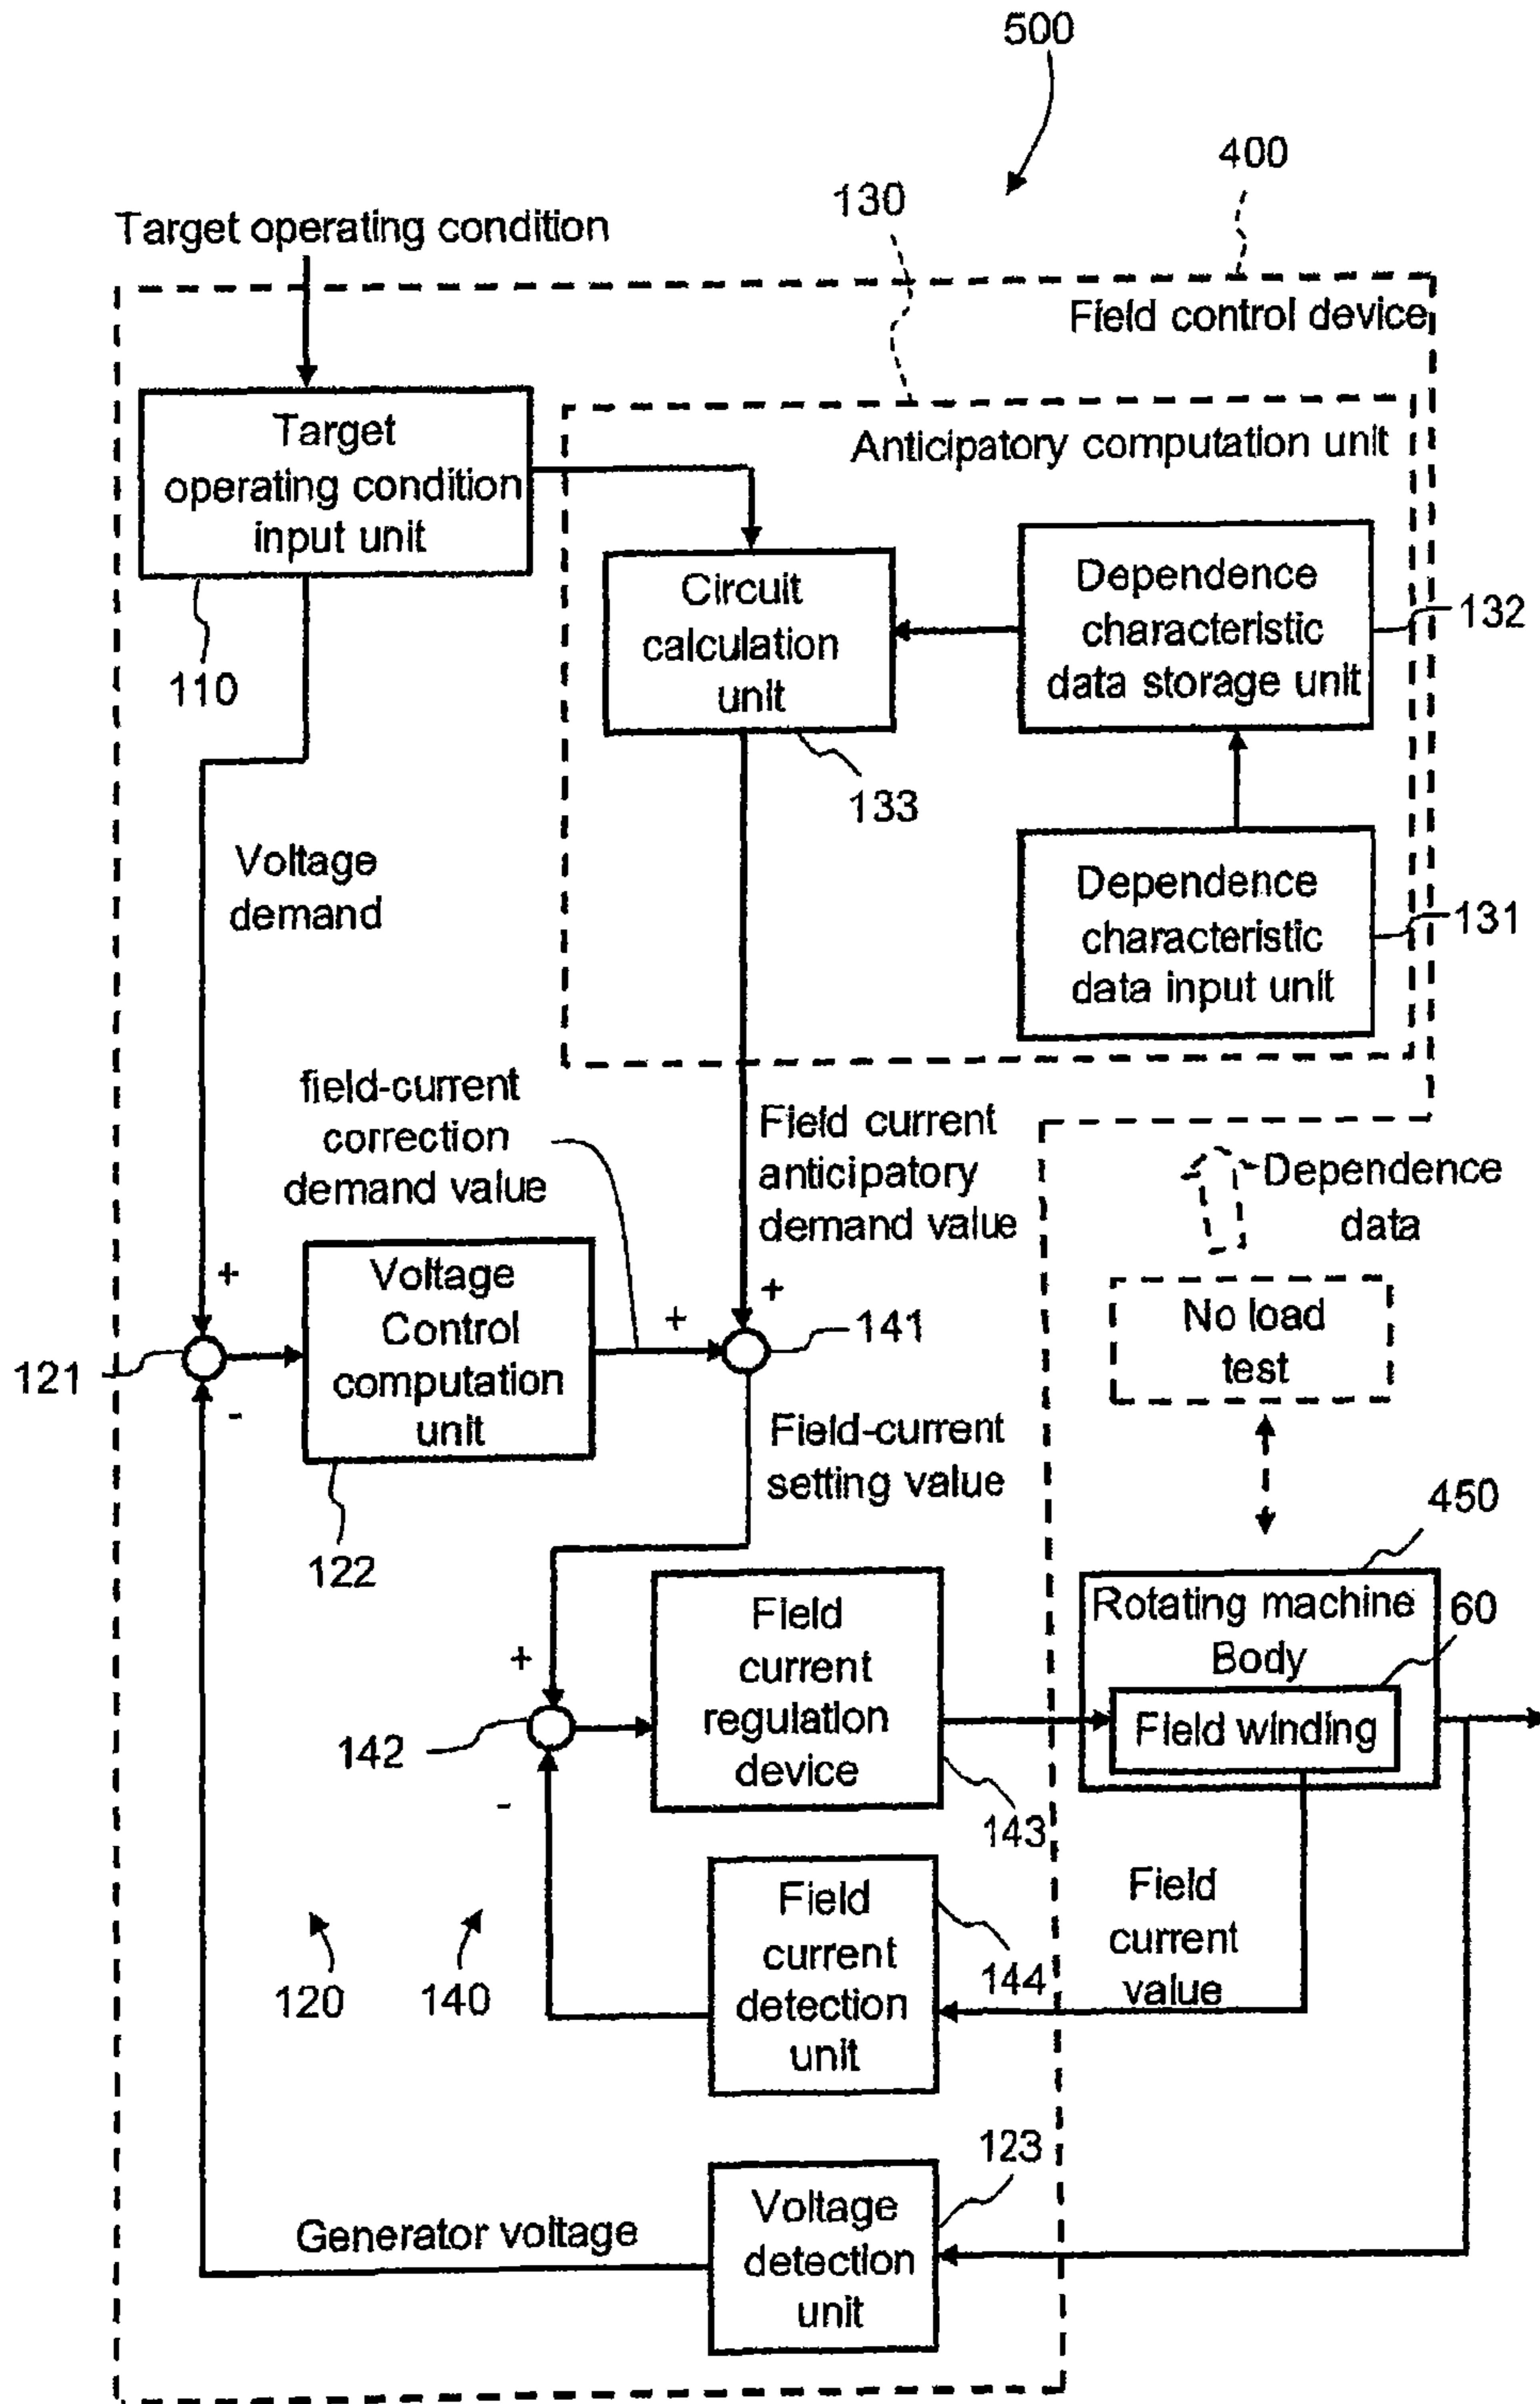 500
400
130
Target operating condition
Field control device
Target
operating condition
input unit
Anticipatory computation unit
110
Circuit
calculation
unit
133
Dependence
characteristic
data storage unit
132
Dependence
characteristic
data input unit
131
Voltage
demand
field-current
correction
demand value
Field current
anticipatory
demand value
Dependence
data
+
Voltage
Control
computation
unit
+
+
141
No load
test
121
-
122
Field-current
setting value
450
Rotating machine
Body
60
Field winding
+
Field
current
regulation
device
142
-
143
Field
current
detection
unit
144
Field
current
value
120
140
123
Generator voltage
Voltage
detection
unit